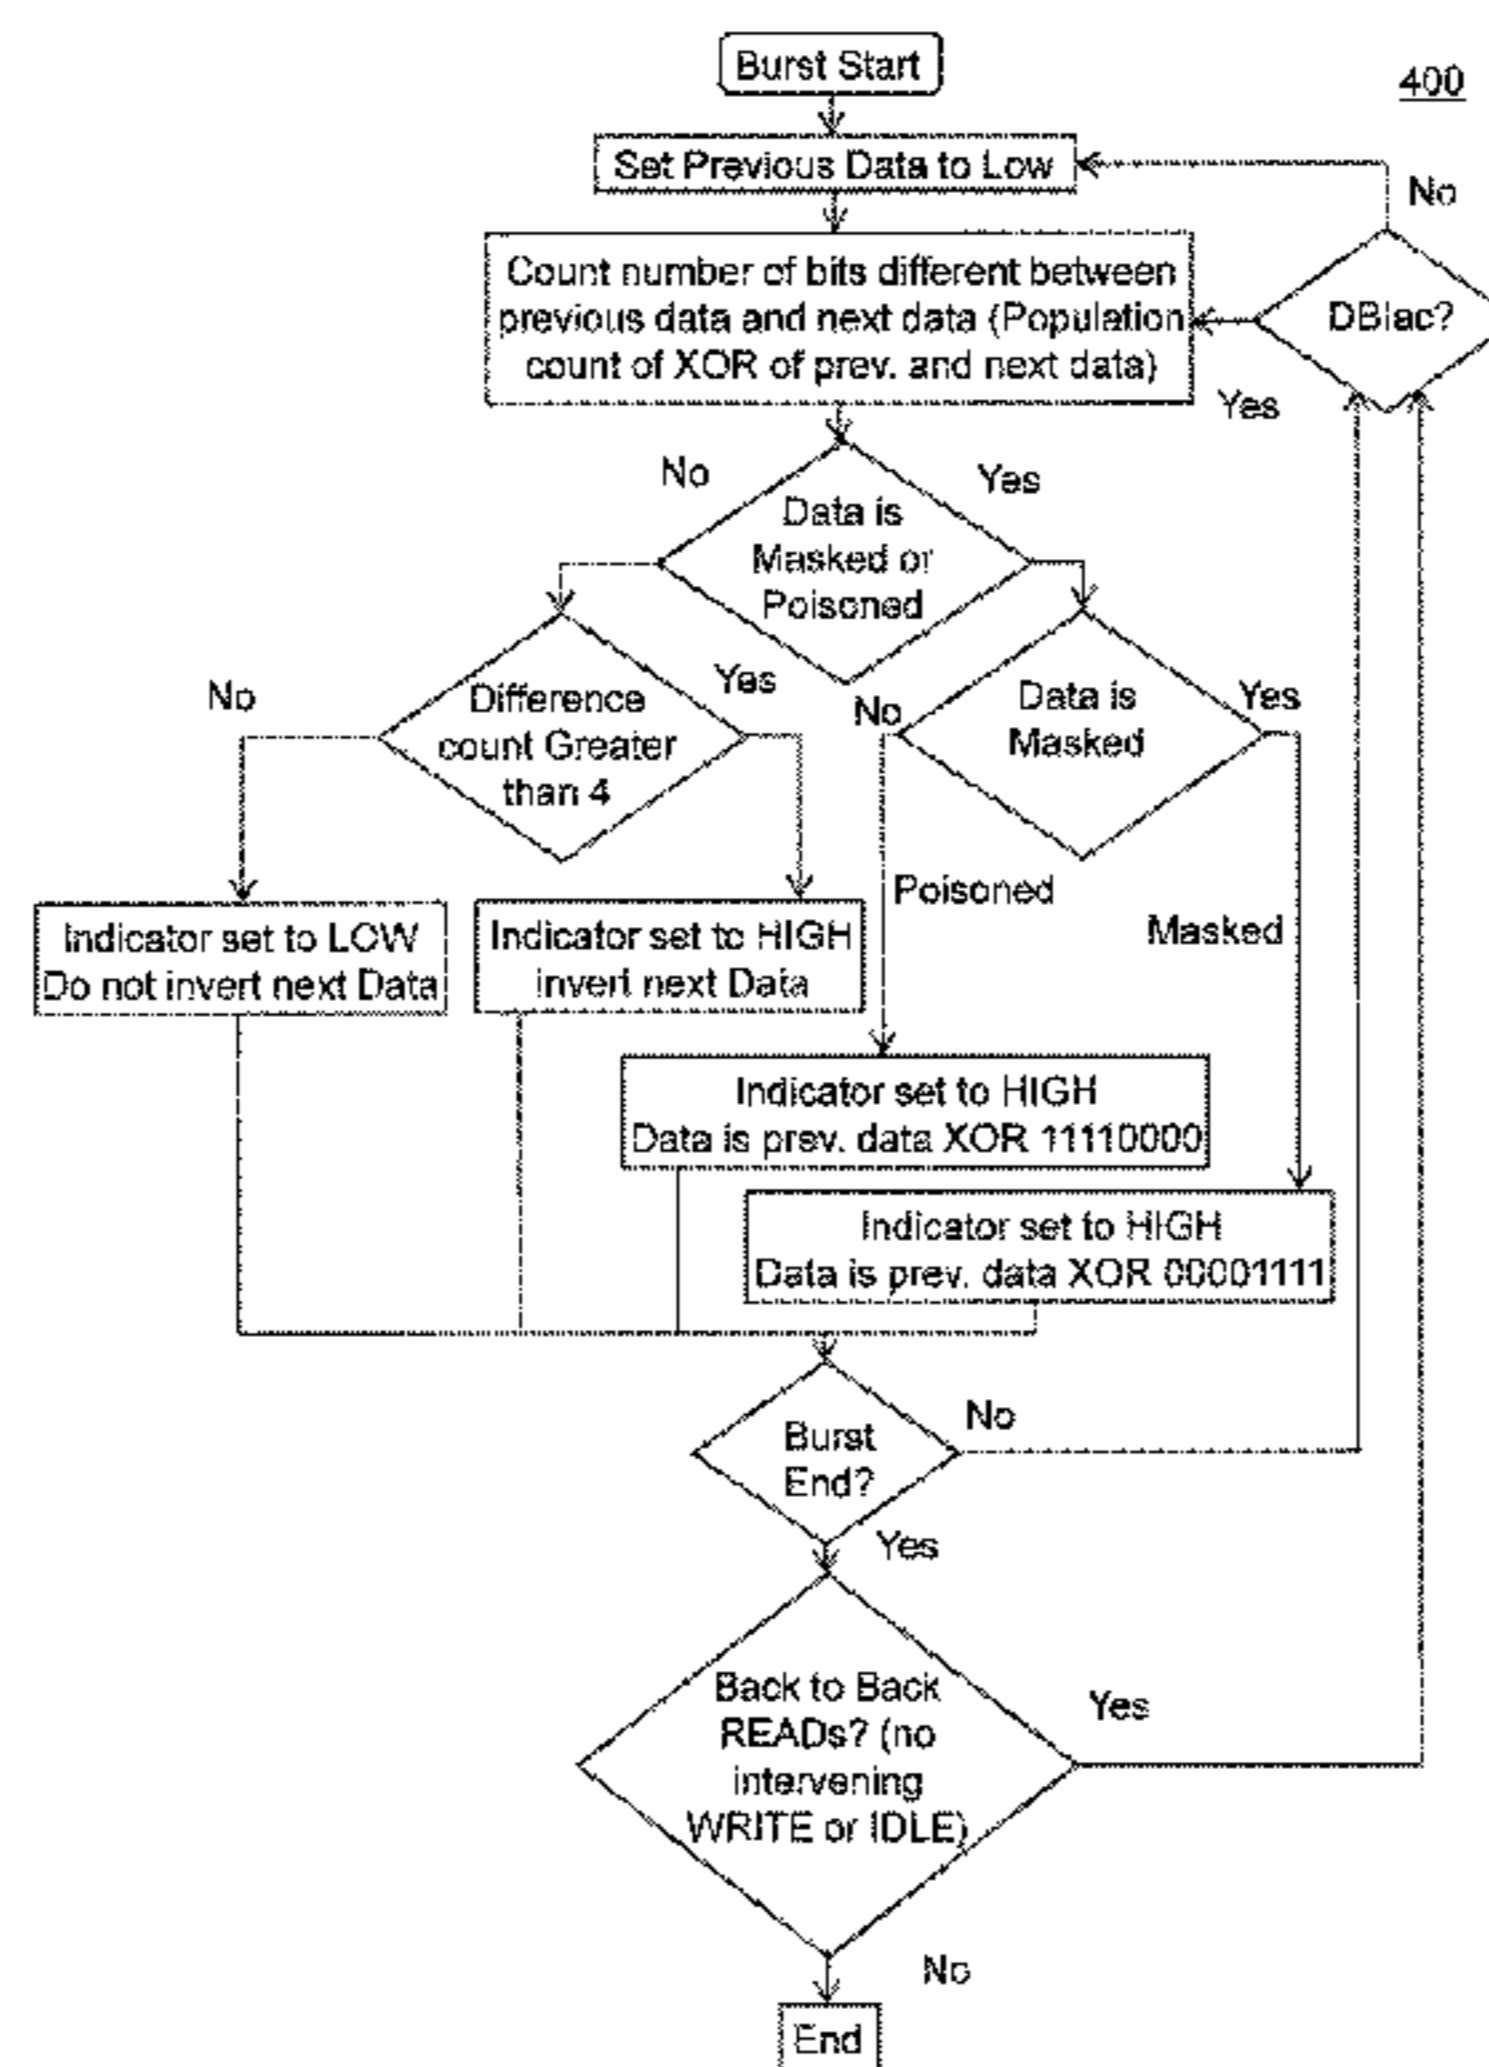 Burst Start
400
Set Previous Data to Low
No
Count number of bits different between
previous data and next data (Population
count of XOR of prev. and next data)
DBIac?
Yes
No
Yes
Data is
Masked or
Poisoned
No
Yes
Difference
count Greater
than 4
No
Yes
Data is
Masked
Poisoned
Masked
Indicator set to LOW
Do not invert next Data
Indicator set to HIGH
invert next Data
Indicator set to HIGH
Data is prev. data XOR 11110000
Indicator set to HIGH
Data is prev. data XOR 00001111
Burst
End?
No
Yes
Back to Back
READs? (no
intervening
WRITE or IDLE)
Yes
No
End